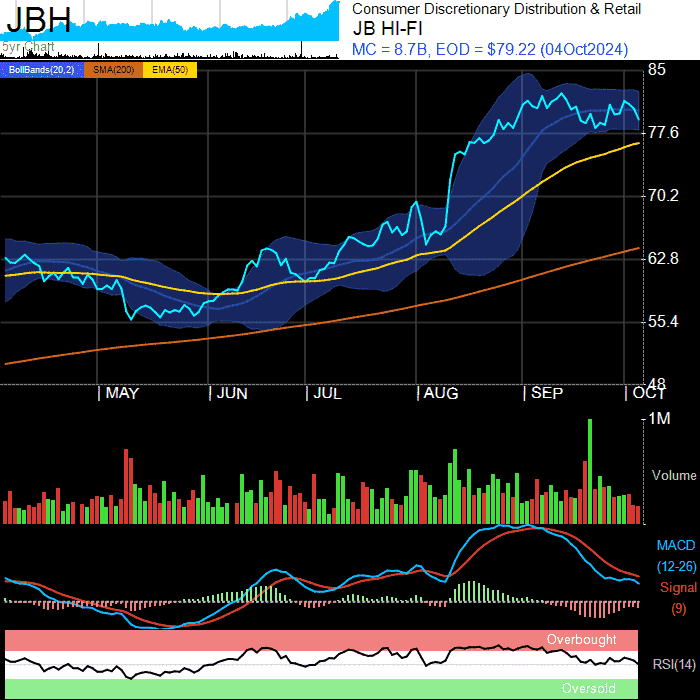 JBH
5yr Chart
Consumer Discretionary Distribution & Retail
JB HI-FI
MC = 8.7B, EOD = $79.22 (04Oct2024)
BollBands(20,2) SMA(200) EMA(50)
85
77.6
70.2
62.8
55.4
48
MAY JUN JUL AUG SEP OCT
1M
Volume
MACD
(12-26)
Signal
(9)
Overbought
RSI(14)
Oversold